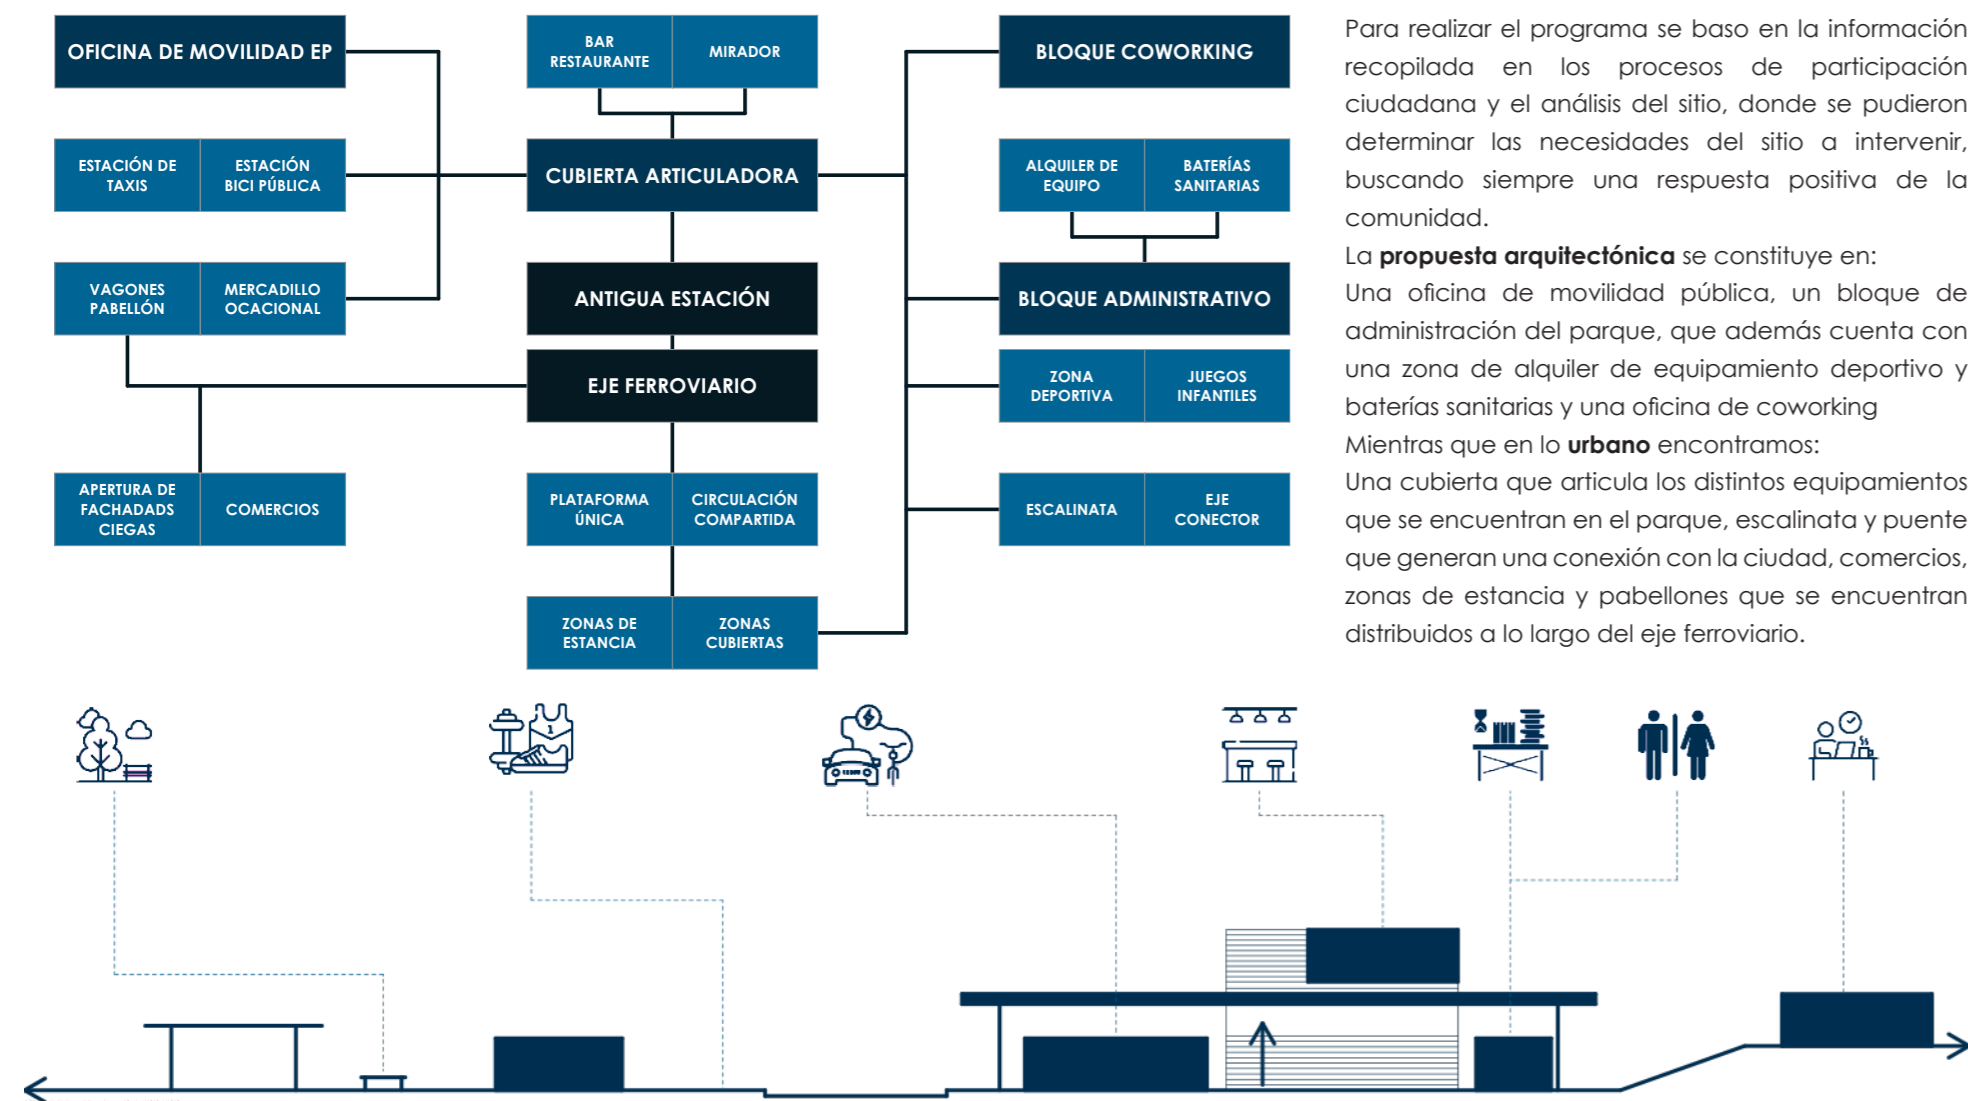 OFICINA DE MOVILIDAD EP
BAR
RESTAURANTE
MIRADOR
BLOQUE COWORKING
ESTACIÓN DE
TAXIS
ESTACIÓN
BICI PÚBLICA
CUBIERTA ARTICULADORA
ALQUILER DE
EQUIPO
BATERÍAS
SANITARIAS
VAGONES
PABELLÓN
MERCADILLO
OCACIONAL
ANTIGUA ESTACIÓN
BLOQUE ADMINISTRATIVO
EJE FERROVIARIO
ZONA
DEPORTIVA
JUEGOS
INFANTILES
APERTURA DE
FACHADADS
CIEGAS
COMERCIOS
PLATAFORMA
ÚNICA
CIRCULACIÓN
COMPARTIDA
ESCALINATA
EJE
CONECTOR
ZONAS DE
ESTANCIA
ZONAS
CUBIERTAS
Para realizar el programa se baso en la información
recopilada en los procesos de participación
ciudadana y el análisis del sitio, donde se pudieron
determinar las necesidades del sitio a intervenir,
buscando siempre una respuesta positiva de la
comunidad.
La propuesta arquitectónica se constituye en:
Una oficina de movilidad pública, un bloque de
administración del parque, que además cuenta con
una zona de alquiler de equipamiento deportivo y
baterías sanitarias y una oficina de coworking
Mientras que en lo urbano encontramos:
Una cubierta que articula los distintos equipamientos
que se encuentran en el parque, escalinata y puente
que generan una conexión con la ciudad, comercios,
zonas de estancia y pabellones que se encuentran
distribuidos a lo largo del eje ferroviario.
1